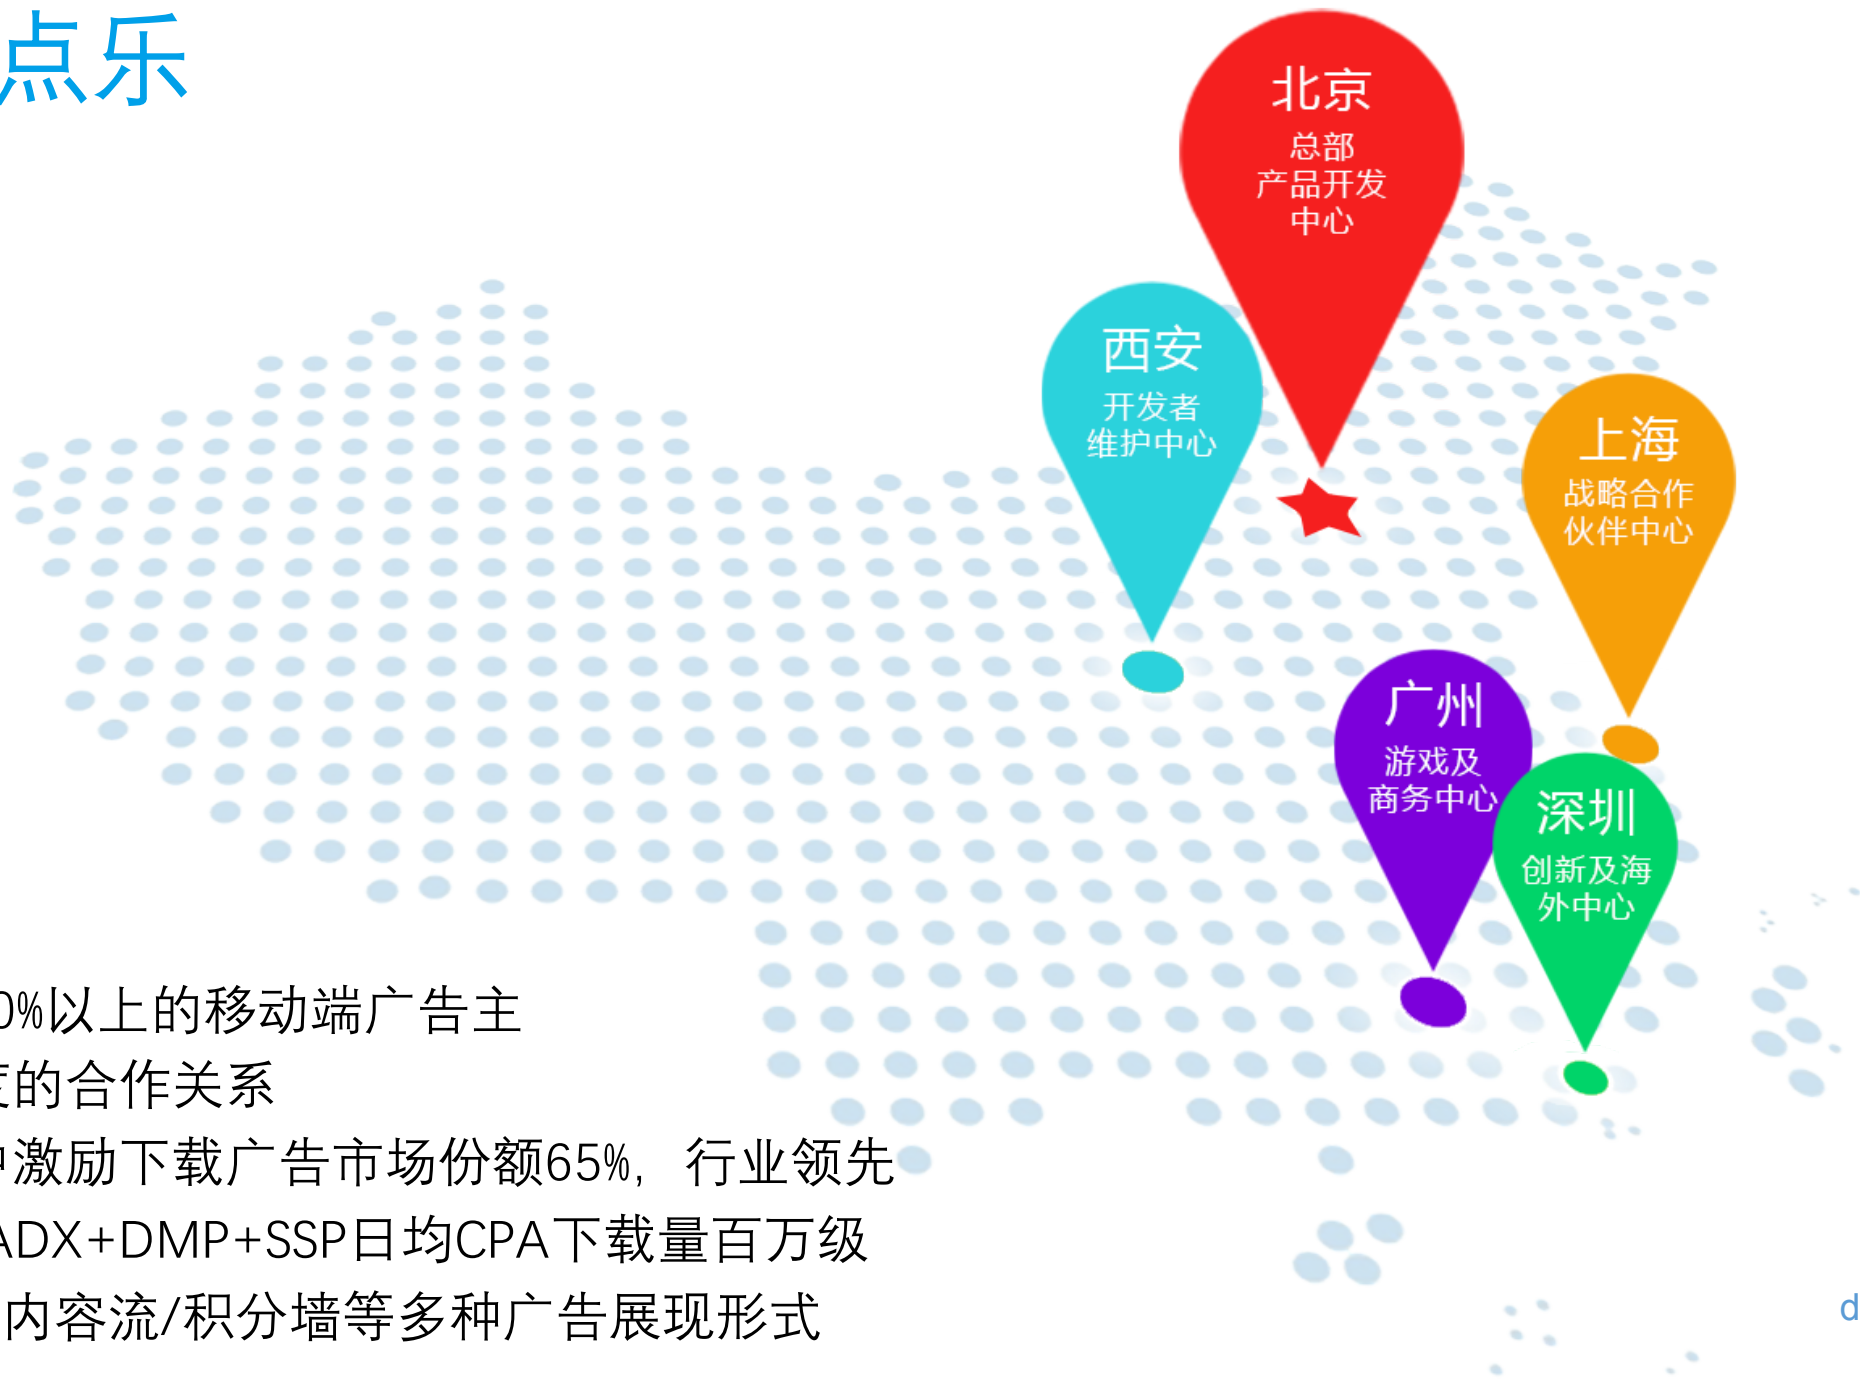 点乐
北京
总部
产品开发
中心
西安
开发者
维护中心
上海
战略合作
伙伴中心
广州
游戏及
商务中心
深圳
创新及海
外中心
0%以上的移动端广告主
的合作关系
激励下载广告市场份额65%，行业领先
ADX+DMP+SSP日均CPA下载量百万级
内容流/积分墙等多种广告展现形式
d